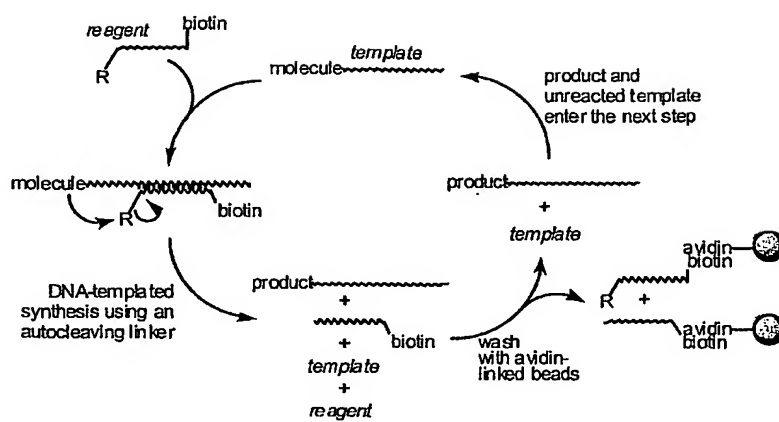 reagent
biotin
R
molecule
template
product and
unreacted template
enter the next step
molecule
R
biotin
product
+
template
avidin
biotin
R
+
avidin
biotin
DNA-templated
synthesis using an
autocleaving linker
product
+
biotin
+
template
+
reagent
wash
with avidin-
linked beads